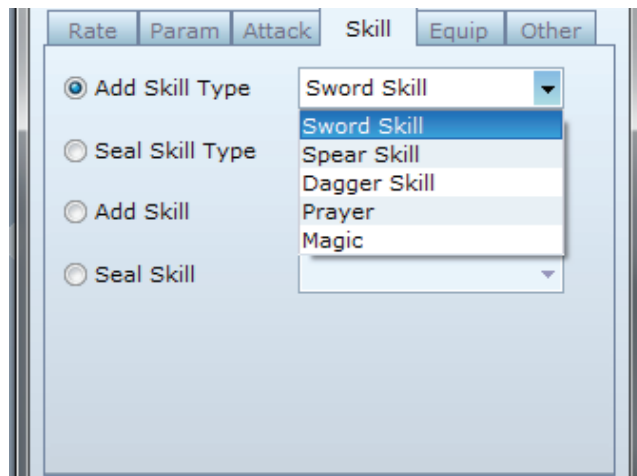 Rate Param Attack Skill Equip Other
Add Skill Type Sword Skill
Sword Skill
Seal Skill Type Spear Skill
Dagger Skill
Add Skill Prayer
Magic
Seal Skill